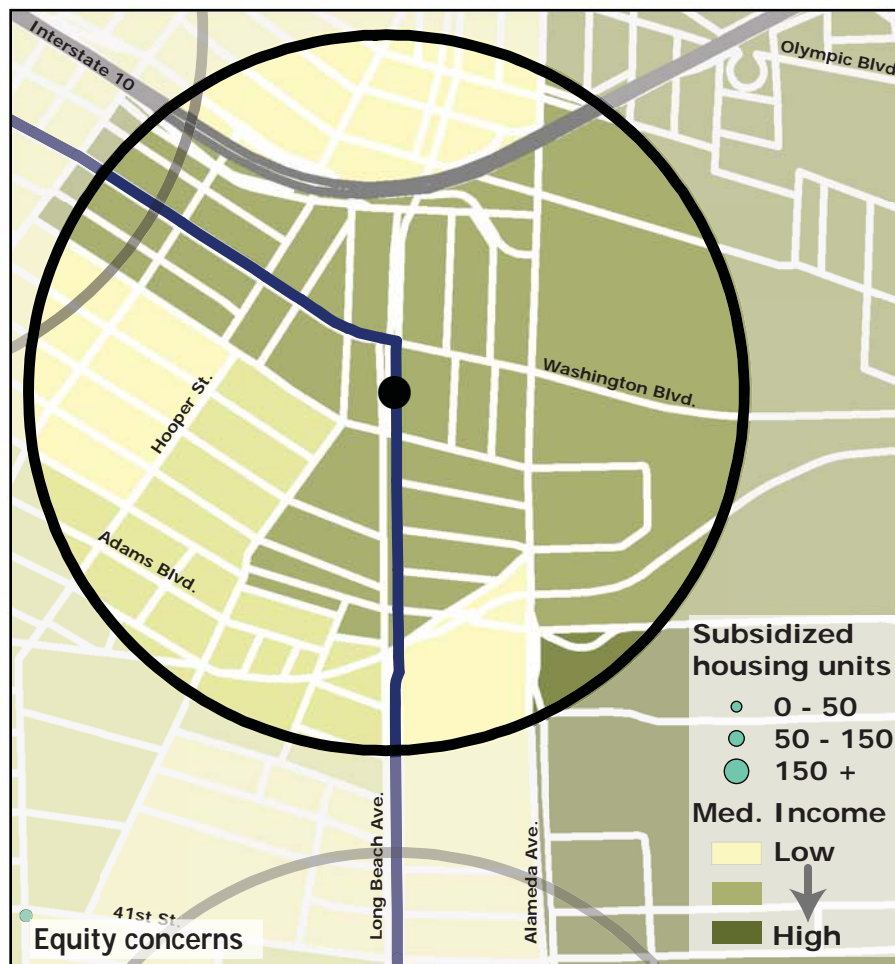 Interstate 10
Olympic Blvd
Washington Blvd.
Hooper St.
Adams Blvd.
Subsidized
housing units
0 - 50
50 - 150
150 +
Med. Income
Low
High
Long Beach Ave.
Alameda Ave.
41st St.
Equity concerns